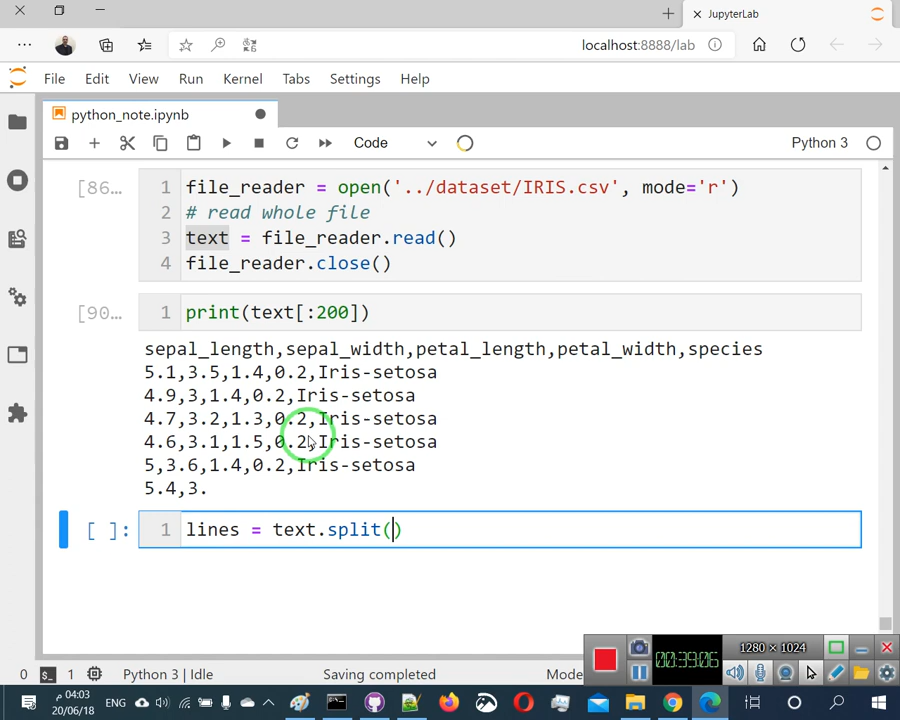 JupyterLab
localhost:8888/lab
File Edit View Run Kernel Tabs Settings Help
python_note.ipynb
Code
Python 3
[86…
1 file_reader = open('../dataset/IRIS.csv', mode='r')
2 # read whole file
3 text = file_reader.read()
4 file_reader.close()
[90…
1 print(text[:200])
sepal_length,sepal_width,petal_length,petal_width,species
5.1,3.5,1.4,0.2,Iris-setosa
4.9,3,1.4,0.2,Iris-setosa
4.7,3.2,1.3,0.2,Iris-setosa
4.6,3.1,1.5,0.2,Iris-setosa
5,3.6,1.4,0.2,Iris-setosa
5.4,3.
[ ]:
1 lines = text.split()
1280 × 1024
00:39:06
0 1 Python 3 | Idle Saving completed Mode
04:03 م
20/06/18
ENG